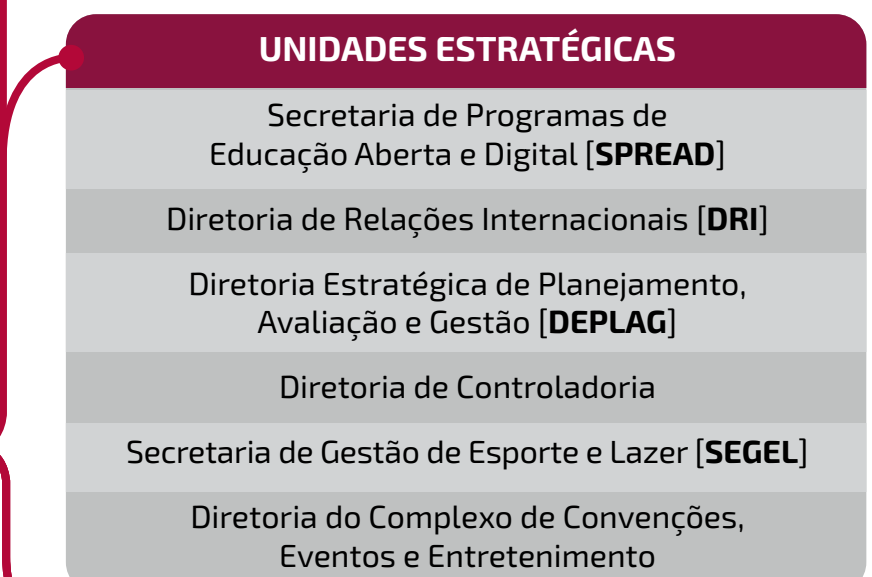 UNIDADES ESTRATÉGICAS
Secretaria de Programas de
Educação Aberta e Digital [SPREAD]
Diretoria de Relações Internacionais [DRI]
Diretoria Estratégica de Planejamento,
Avaliação e Gestão [DEPLAG]
Diretoria de Controladoria
Secretaria de Gestão de Esporte e Lazer [SEGEL]
Diretoria do Complexo de Convenções,
Eventos e Entretenimento